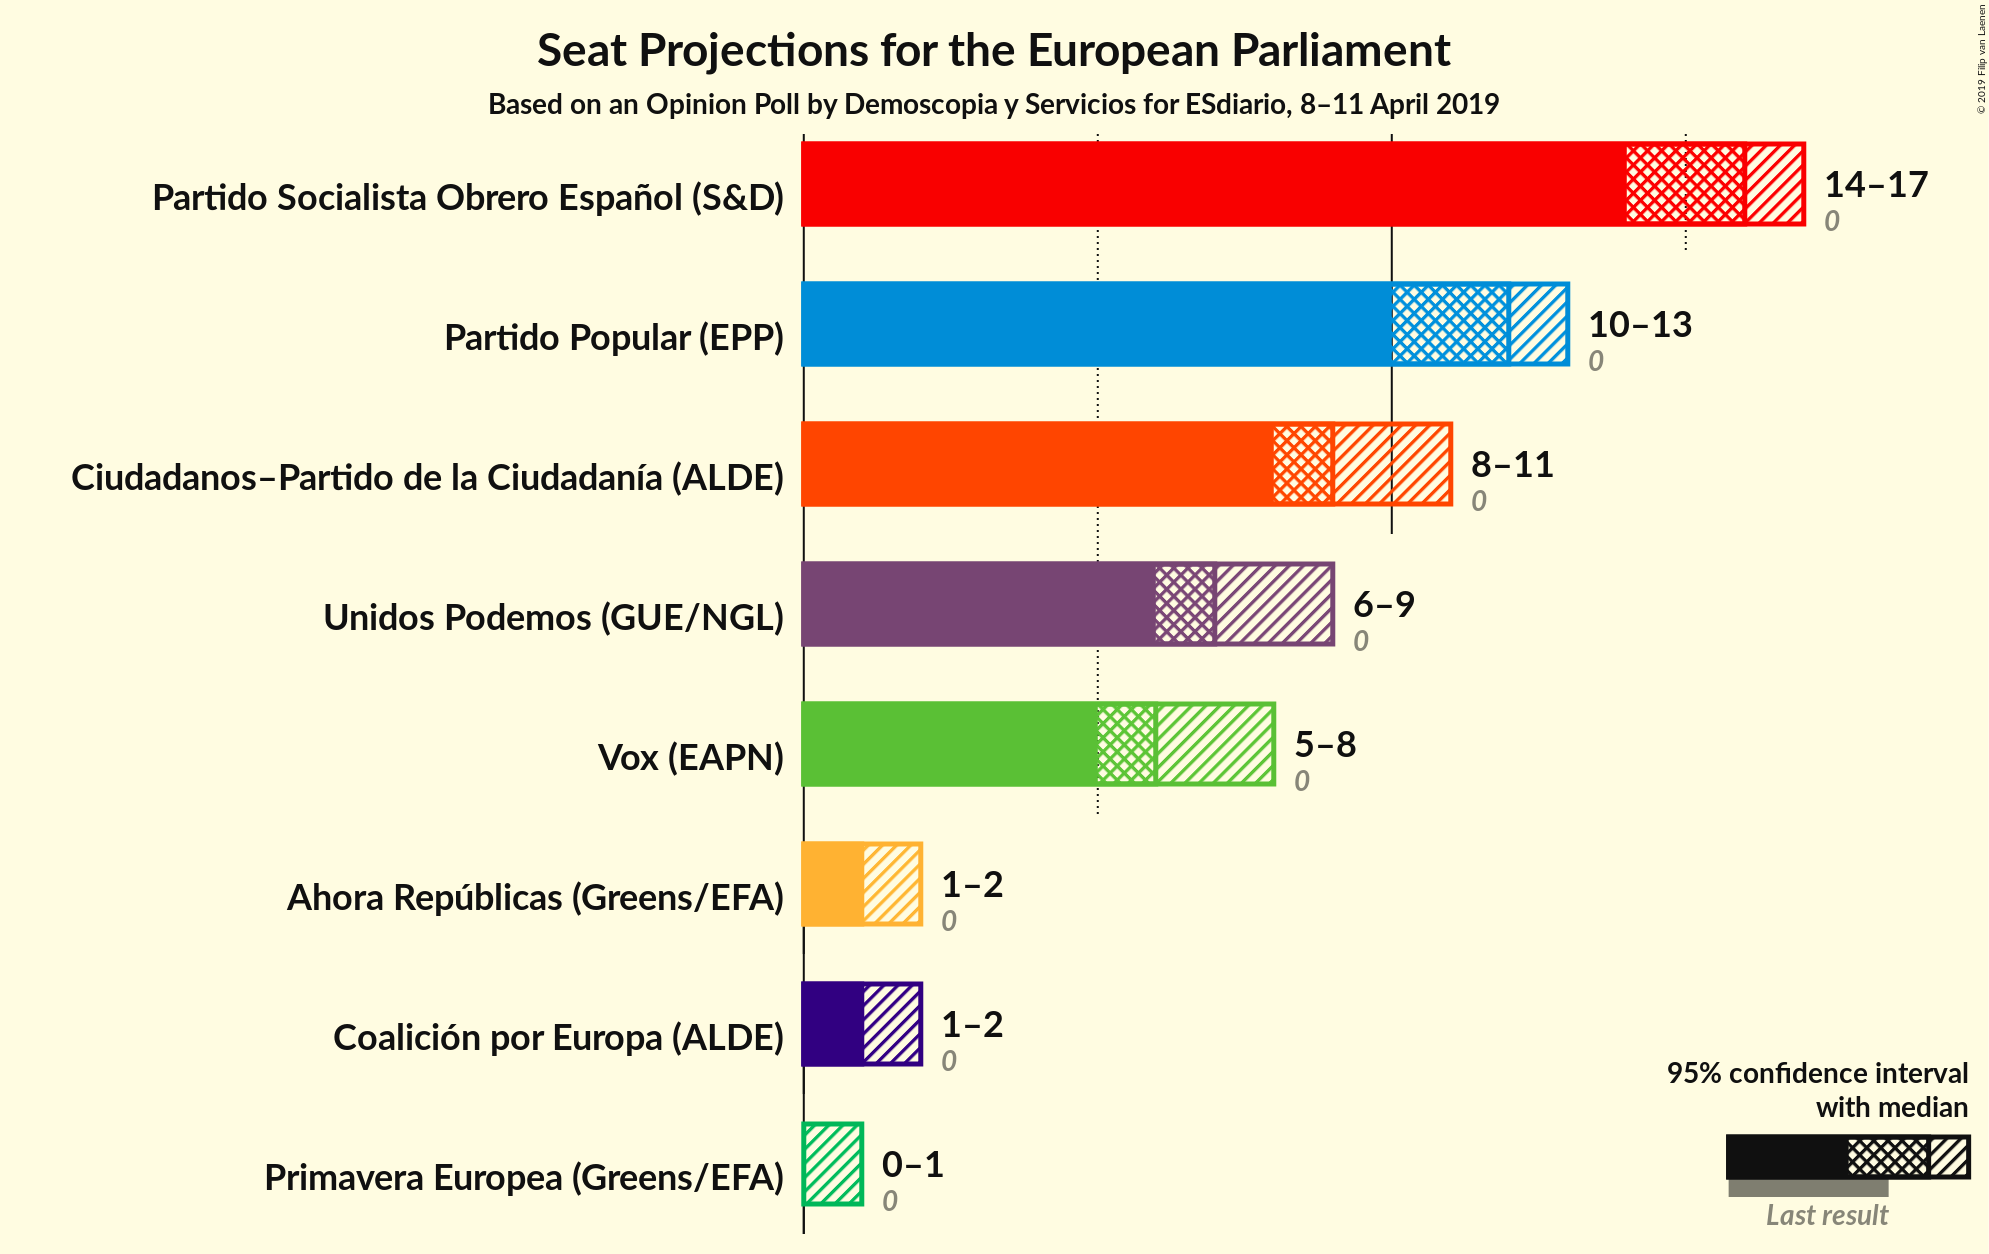 Seat Projections for the European Parliament
Based on an Opinion Poll by Demoscopia y Servicios for ESdiario, 8–11 April 2019
© 2019 Filip van Laenen
Partido Socialista Obrero Español (S&D)
14–17
0
Partido Popular (EPP)
10–13
0
Ciudadanos–Partido de la Ciudadanía (ALDE)
8–11
0
Unidos Podemos (GUE/NGL)
6–9
0
Vox (EAPN)
5–8
0
Ahora Repúblicas (Greens/EFA)
1–2
0
Coalición por Europa (ALDE)
1–2
0
Primavera Europea (Greens/EFA)
0–1
0
95% confidence interval
with median
Last result